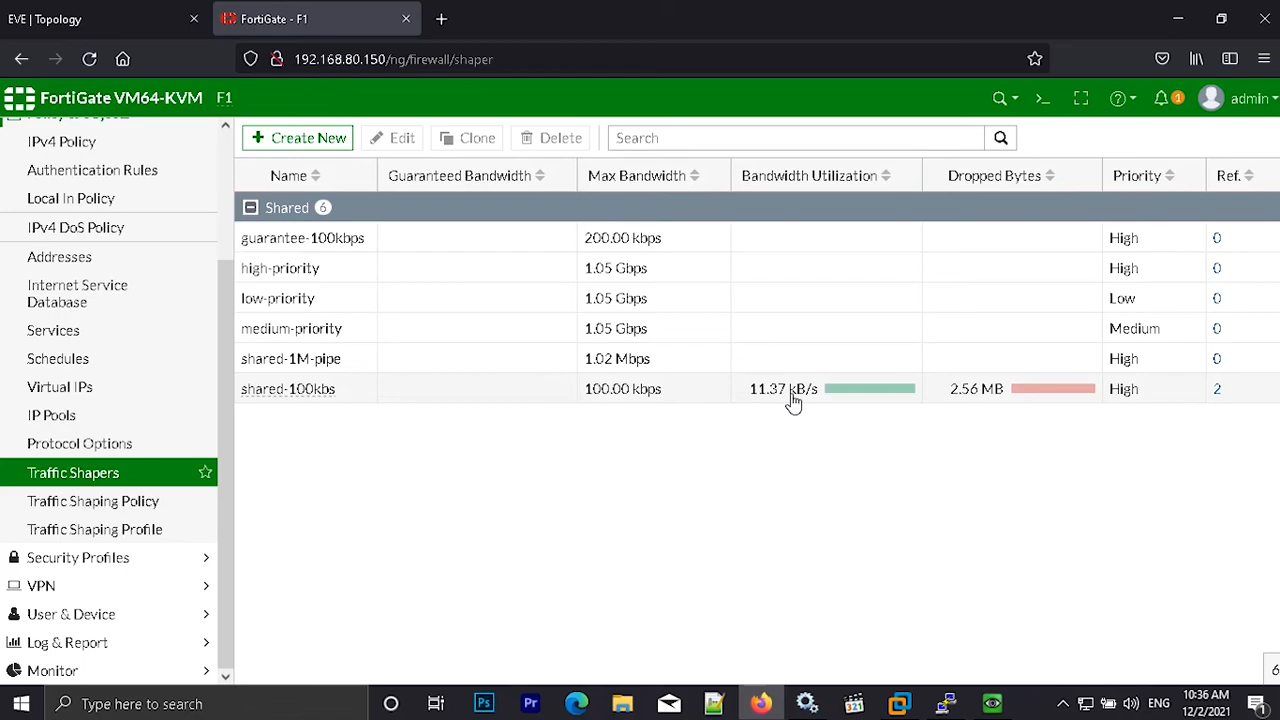 EVE | Topology
FortiGate - F1
192.168.80.150/ng/firewall/shaper
FortiGate VM64-KVM F1
1 admin
IPv4 Policy
Authentication Rules
Local In Policy
IPv4 DoS Policy
Addresses
Internet Service
Database
Services
Schedules
Virtual IPs
IP Pools
Protocol Options
Traffic Shapers
Traffic Shaping Policy
Traffic Shaping Profile
Security Profiles
VPN
User & Device
Log & Report
Monitor
Create New Edit Clone Delete Search
Name Guaranteed Bandwidth Max Bandwidth Bandwidth Utilization Dropped Bytes Priority Ref.
Shared 6
guarantee-100kbps 200.00 kbps High 0
high-priority 1.05 Gbps High 0
low-priority 1.05 Gbps Low 0
medium-priority 1.05 Gbps Medium 0
shared-1M-pipe 1.02 Mbps High 0
shared-100kbs 100.00 kbps 11.37 kB/s 2.56 MB High 2
6
Type here to search
Ps
Pr
321
ENG
10:36 AM
12/2/2021
1